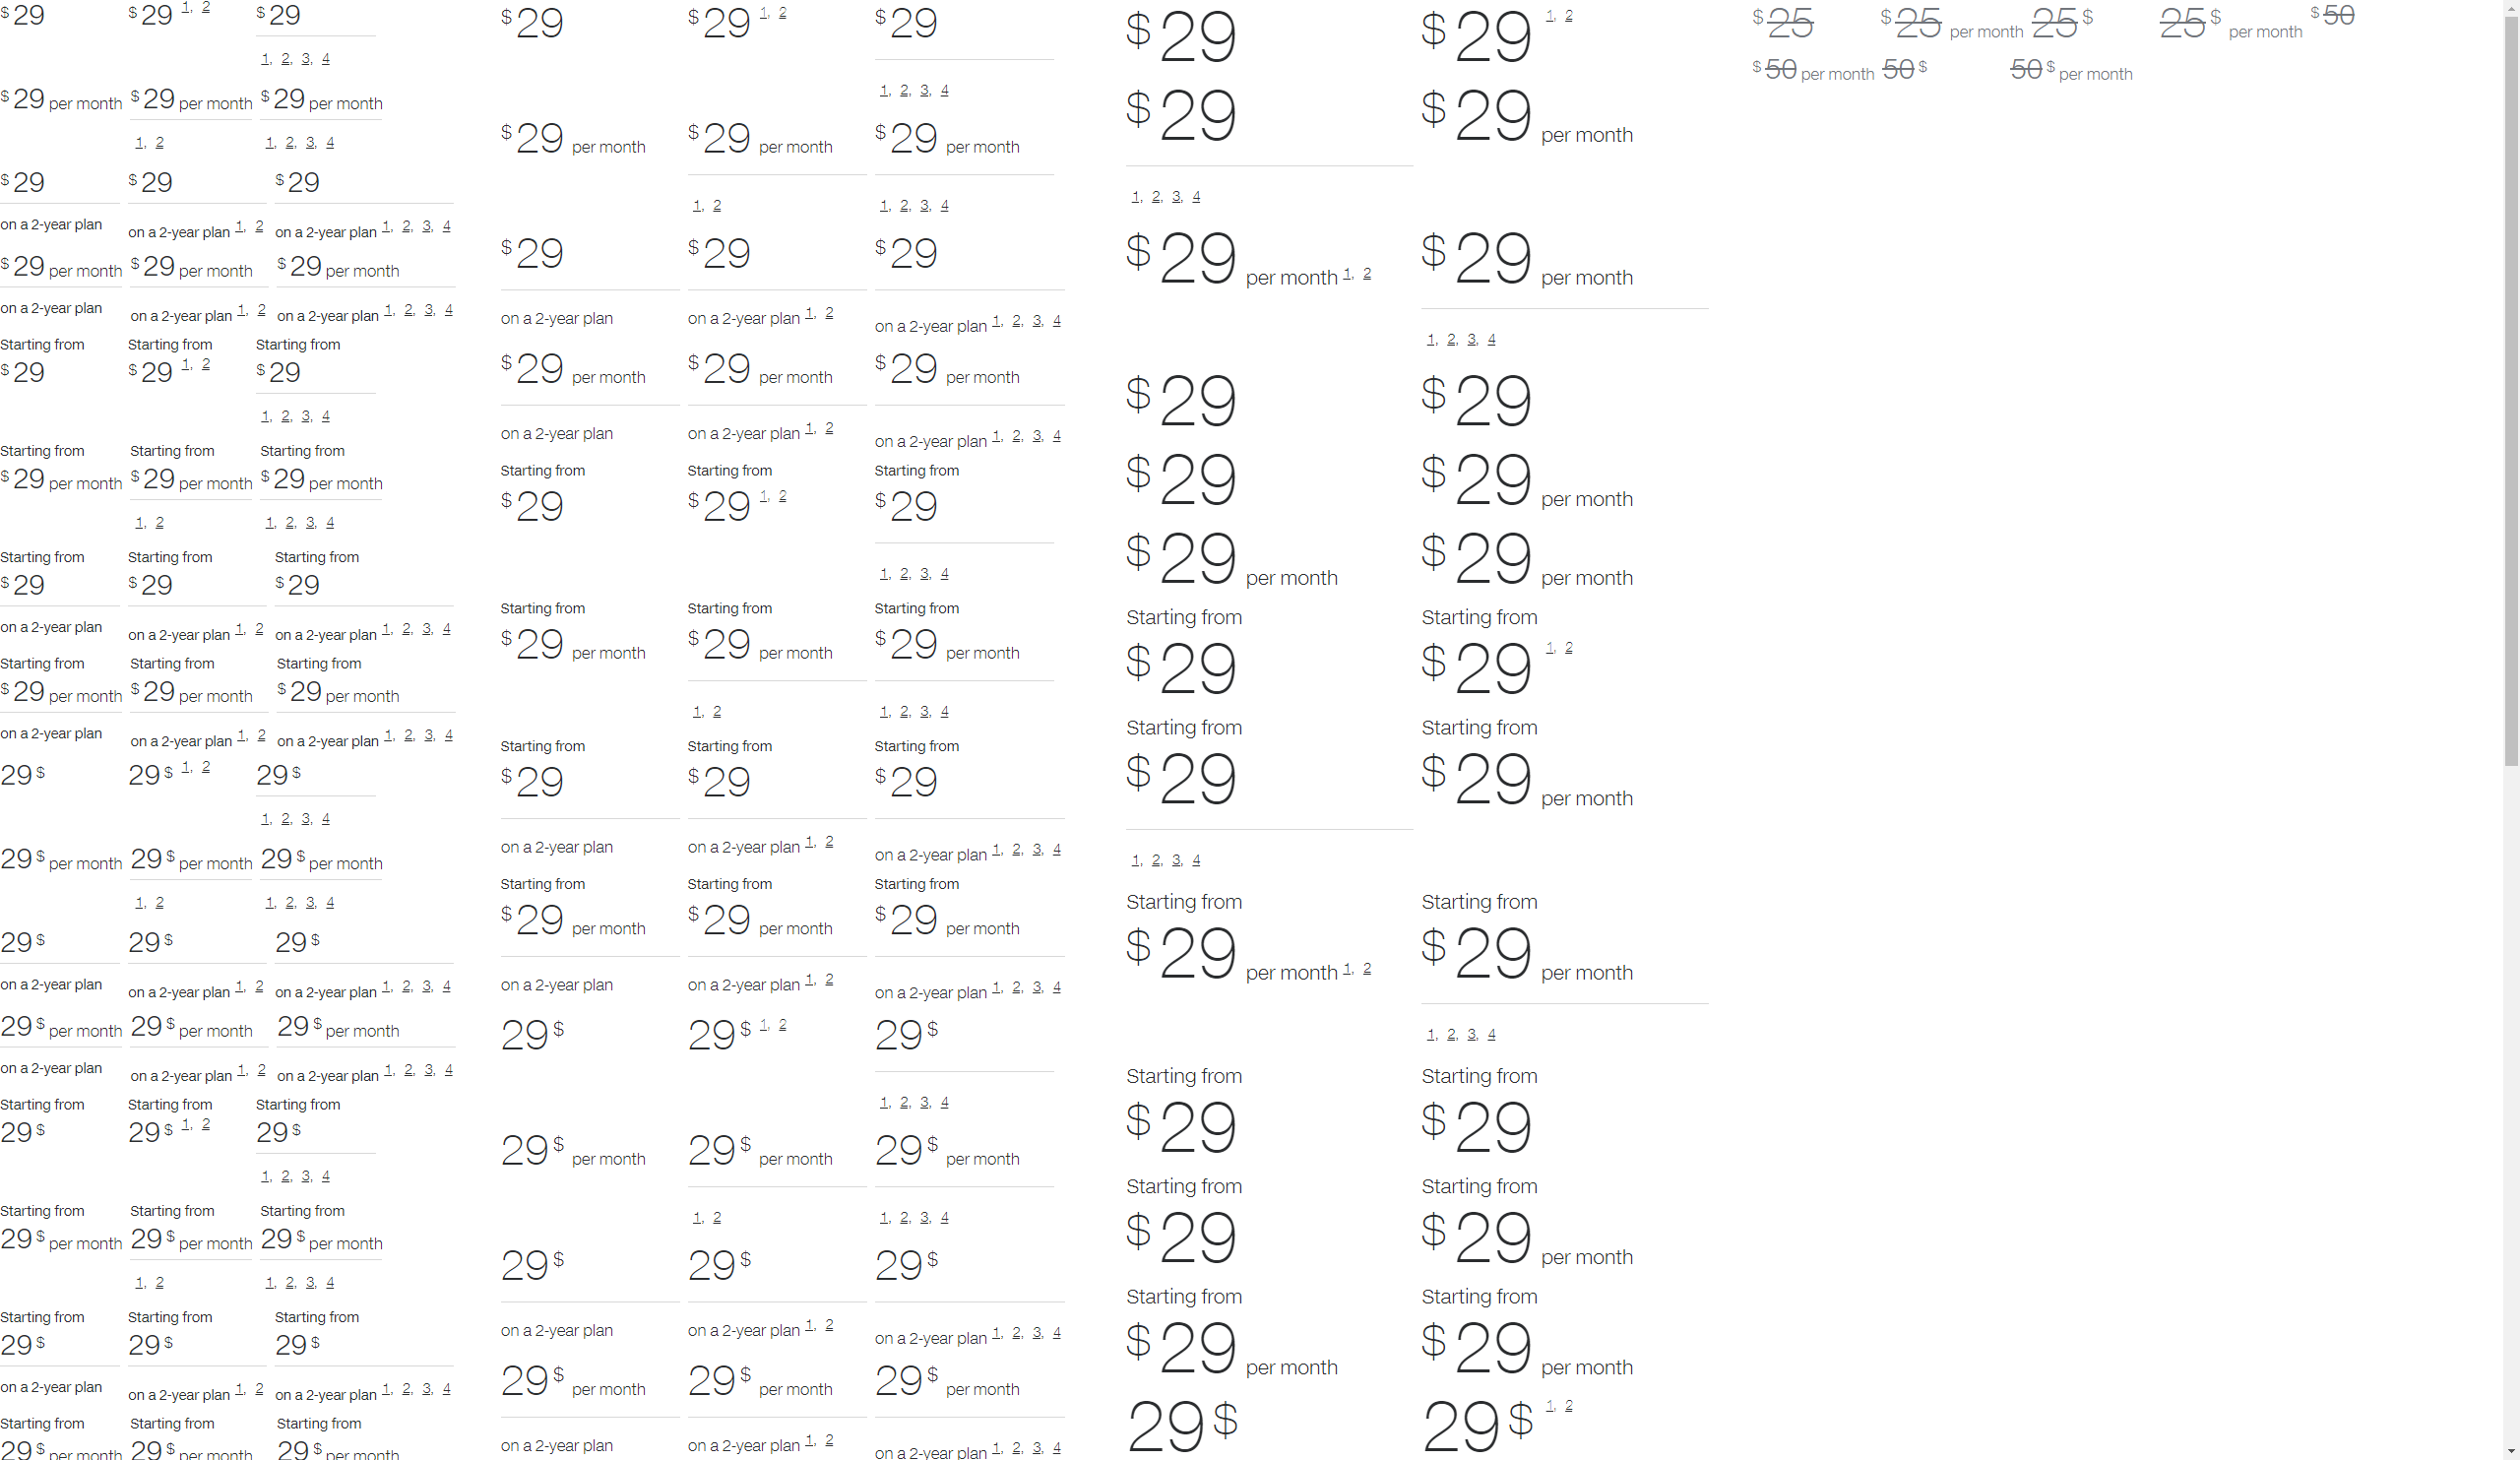 $29 $29 1, 2 $29
1, 2, 3, 4
$29 per month $29 per month $29 per month
1, 2 1, 2, 3, 4
$29 $29 $29
on a 2-year plan on a 2-year plan 1, 2 on a 2-year plan 1, 2, 3, 4
$29 per month $29 per month $29 per month
on a 2-year plan on a 2-year plan 1, 2 on a 2-year plan 1, 2, 3, 4
Starting from Starting from Starting from
$29 $29 1, 2 $29
1, 2, 3, 4
Starting from Starting from Starting from
$29 per month $29 per month $29 per month
1, 2 1, 2, 3, 4
Starting from Starting from Starting from
$29 $29 $29
on a 2-year plan on a 2-year plan 1, 2 on a 2-year plan 1, 2, 3, 4
Starting from Starting from Starting from
$29 per month $29 per month $29 per month
on a 2-year plan on a 2-year plan 1, 2 on a 2-year plan 1, 2, 3, 4
29$ 29$ 1, 2 29$
1, 2, 3, 4
29$ per month 29$ per month 29$ per month
1, 2 1, 2, 3, 4
29$ 29$ 29$
on a 2-year plan on a 2-year plan 1, 2 on a 2-year plan 1, 2, 3, 4
29$ per month 29$ per month 29$ per month
on a 2-year plan on a 2-year plan 1, 2 on a 2-year plan 1, 2, 3, 4
Starting from Starting from Starting from
29$ 29$ 1, 2 29$
1, 2, 3, 4
Starting from Starting from Starting from
29$ per month 29$ per month 29$ per month
1, 2 1, 2, 3, 4
Starting from Starting from Starting from
29$ 29$ 29$
on a 2-year plan on a 2-year plan 1, 2 on a 2-year plan 1, 2, 3, 4
Starting from Starting from Starting from
29$ per month 29$ per month 29$ per month
$29 $29 1, 2 $29
1, 2, 3, 4
$29 per month $29 per month $29 per month
1, 2 1, 2, 3, 4
$29 $29 $29
on a 2-year plan on a 2-year plan 1, 2 on a 2-year plan 1, 2, 3, 4
$29 per month $29 per month $29 per month
on a 2-year plan on a 2-year plan 1, 2 on a 2-year plan 1, 2, 3, 4
Starting from Starting from Starting from
$29 $29 1, 2 $29
1, 2, 3, 4
Starting from Starting from Starting from
$29 per month $29 per month $29 per month
1, 2 1, 2, 3, 4
Starting from Starting from Starting from
$29 $29 $29
on a 2-year plan on a 2-year plan 1, 2 on a 2-year plan 1, 2, 3, 4
Starting from Starting from Starting from
$29 per month $29 per month $29 per month
on a 2-year plan on a 2-year plan 1, 2 on a 2-year plan 1, 2, 3, 4
29$ 29$ 1, 2 29$
1, 2, 3, 4
29$ per month 29$ per month 29$ per month
1, 2 1, 2, 3, 4
29$ 29$ 29$
on a 2-year plan on a 2-year plan 1, 2 on a 2-year plan 1, 2, 3, 4
29$ per month 29$ per month 29$ per month
on a 2-year plan on a 2-year plan 1, 2 on a 2-year plan 1, 2, 3, 4
$29 $29 1, 2
$29 $29 per month
1, 2, 3, 4
$29 per month 1, 2 $29 per month
1, 2, 3, 4
$29 $29
$29 $29 per month
$29 per month $29 per month
Starting from Starting from
$29 $29 1, 2
Starting from Starting from
$29 $29 per month
1, 2, 3, 4
Starting from Starting from
$29 per month 1, 2 $29 per month
1, 2, 3, 4
Starting from Starting from
$29 $29
Starting from Starting from
$29 $29 per month
Starting from Starting from
$29 per month $29 per month
29$ 29$ 1, 2
$25 $25 per month 25$ 25$ per month $50
$50 per month 50$ 50$ per month